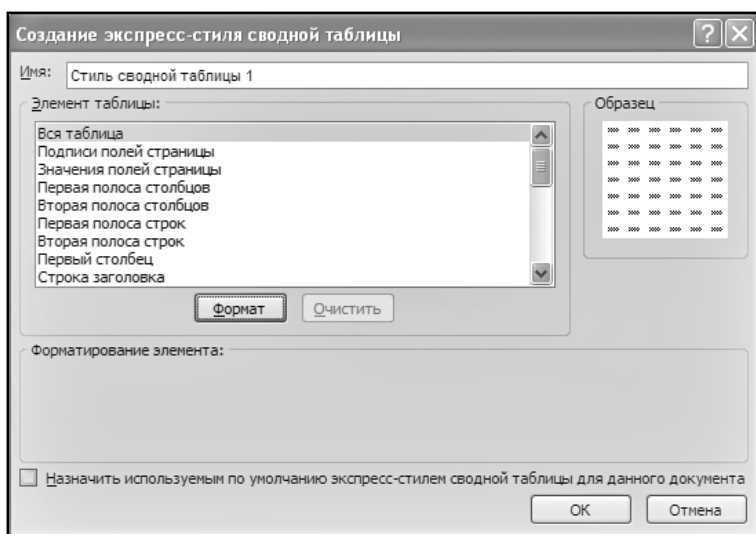 Создание экспресс-стиля сводной таблицы
Имя: Стиль сводной таблицы 1
Элемент таблицы:
Образец
Вся таблица
Подписи полей страницы
Значения полей страницы
Первая полоса столбцов
Вторая полоса столбцов
Первая полоса строк
Вторая полоса строк
Первый столбец
Строка заголовка
Формат
Очистить
Форматирование элемента:
Назначить используемым по умолчанию экспресс-стилем сводной таблицы для данного документа
ОК
Отмена